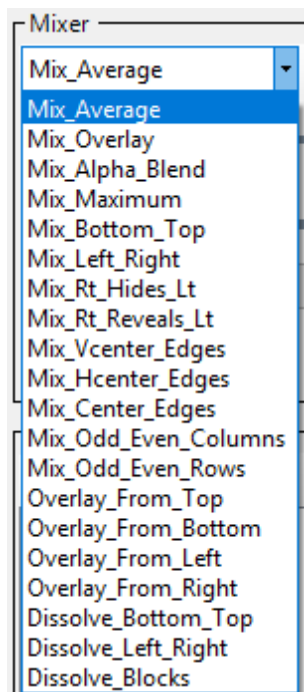 Mixer
Mix_Average
Mix_Average
Mix_Overlay
Mix_Alpha_Blend
Mix_Maximum
Mix_Bottom_Top
Mix_Left_Right
Mix_Rt_Hides_Lt
Mix_Rt_Reveals_Lt
Mix_Vcenter_Edges
Mix_Hcenter_Edges
Mix_Center_Edges
Mix_Odd_Even_Columns
Mix_Odd_Even_Rows
Overlay_From_Top
Overlay_From_Bottom
Overlay_From_Left
Overlay_From_Right
Dissolve_Bottom_Top
Dissolve_Left_Right
Dissolve_Blocks